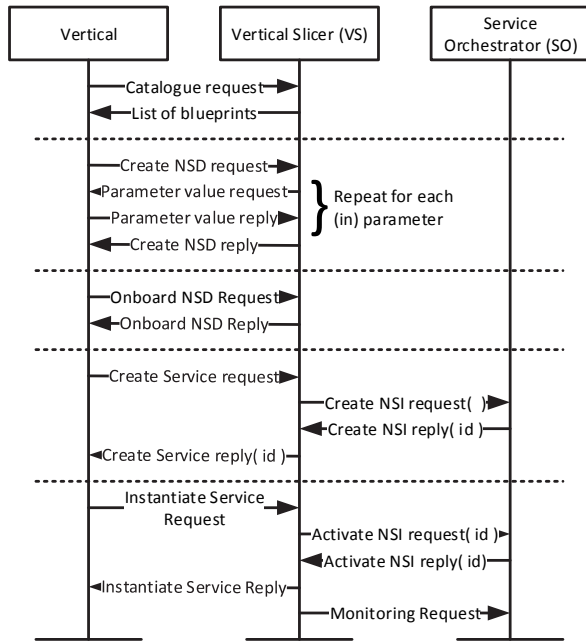 Vertical
Vertical Slicer (VS)
Service
Orchestrator (SO)
Catalogue request
List of blueprints
Create NSD request
Parameter value request
Parameter value reply
Create NSD reply
} Repeat for each
(in) parameter
Onboard NSD Request
Onboard NSD Reply
Create Service request
Create NSI request( )
Create NSI reply( id )
Create Service reply( id )
Instantiate Service
Request
Activate NSI request( id )
Activate NSI reply( id)
Instantiate Service Reply
Monitoring Request